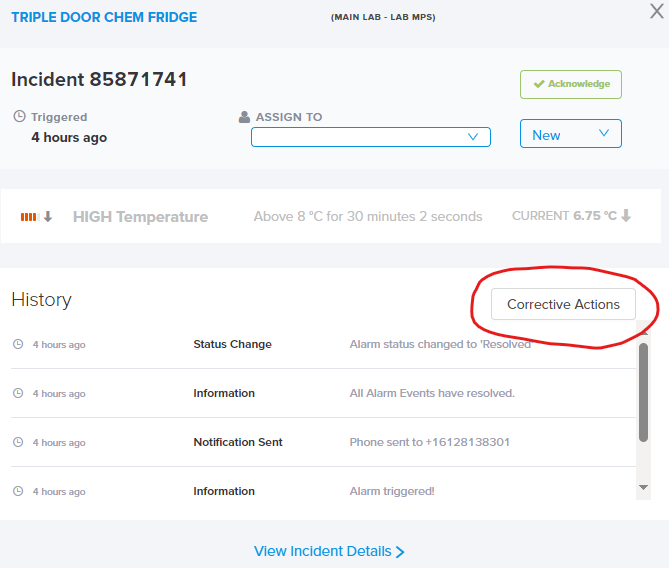 TRIPLE DOOR CHEM FRIDGE (MAIN LAB - LAB MPS) X
Incident 85871741 Acknowledge
Triggered ASSIGN TO
4 hours ago New
HIGH Temperature Above 8 °C for 30 minutes 2 seconds CURRENT 6.75 °C
History Corrective Actions
4 hours ago Status Change Alarm status changed to 'Resolved'
4 hours ago Information All Alarm Events have resolved.
4 hours ago Notification Sent Phone sent to +16128138301
4 hours ago Information Alarm triggered!
View Incident Details >